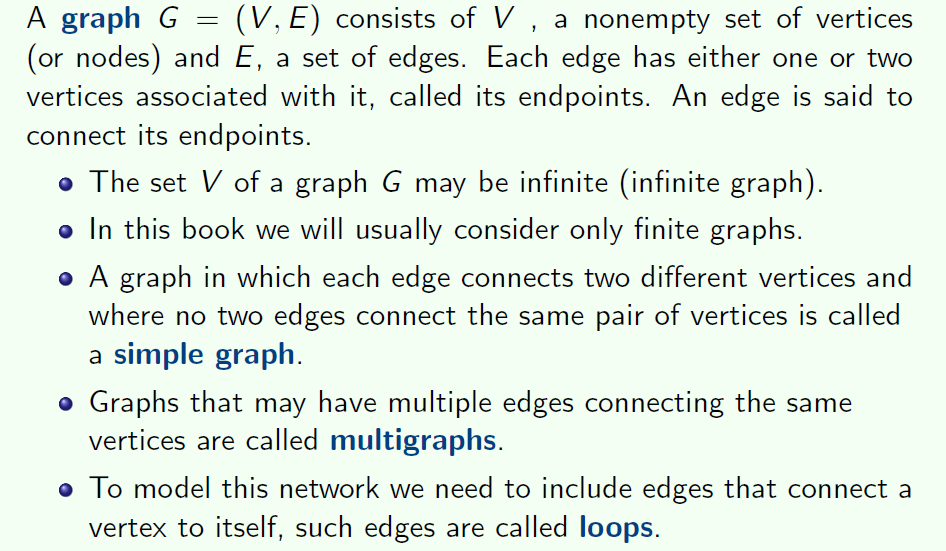 A graph G = (V, E) consists of V , a nonempty set of vertices
(or nodes) and E, a set of edges. Each edge has either one or two
vertices associated with it, called its endpoints. An edge is said to
connect its endpoints.
The set V of a graph G may be infinite (infinite graph).
In this book we will usually consider only finite graphs.
A graph in which each edge connects two different vertices and
where no two edges connect the same pair of vertices is called
a simple graph.
Graphs that may have multiple edges connecting the same
vertices are called multigraphs.
To model this network we need to include edges that connect a
vertex to itself, such edges are called loops.